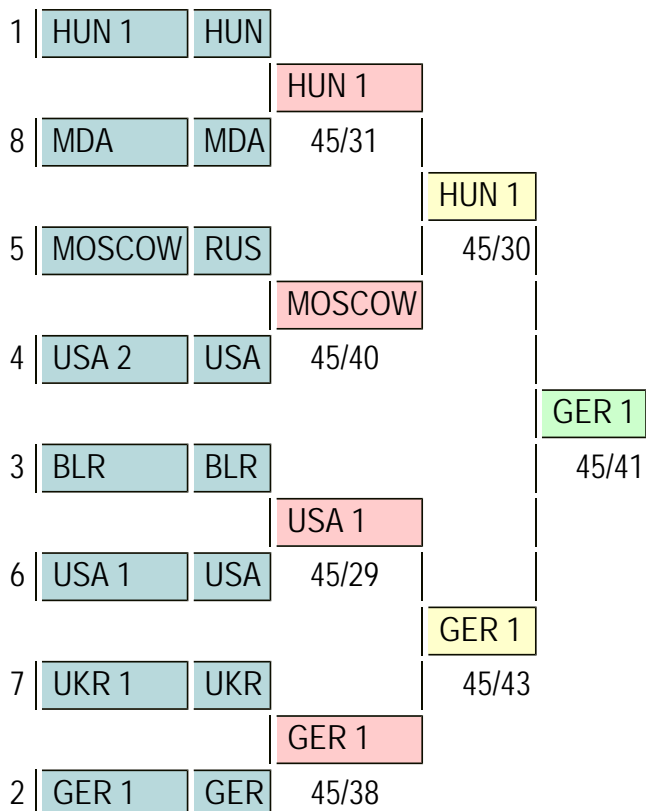 1 HUN 1 HUN
HUN 1
8 MDA MDA 45/31
HUN 1
5 MOSCOW RUS 45/30
MOSCOW
4 USA 2 USA 45/40
GER 1
3 BLR BLR 45/41
USA 1
6 USA 1 USA 45/29
GER 1
7 UKR 1 UKR 45/43
GER 1
2 GER 1 GER 45/38